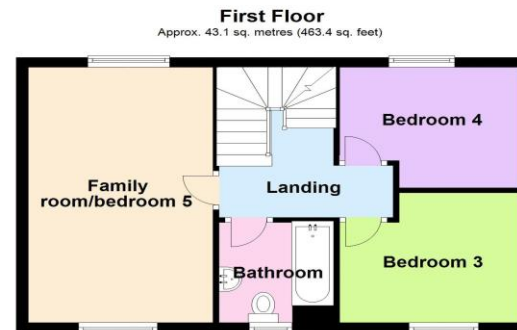 First Floor
Approx. 43.1 sq. metres (463.4 sq. feet)
Bedroom 4
Family
room/bedroom 5
Landing
Bathroom
Bedroom 3